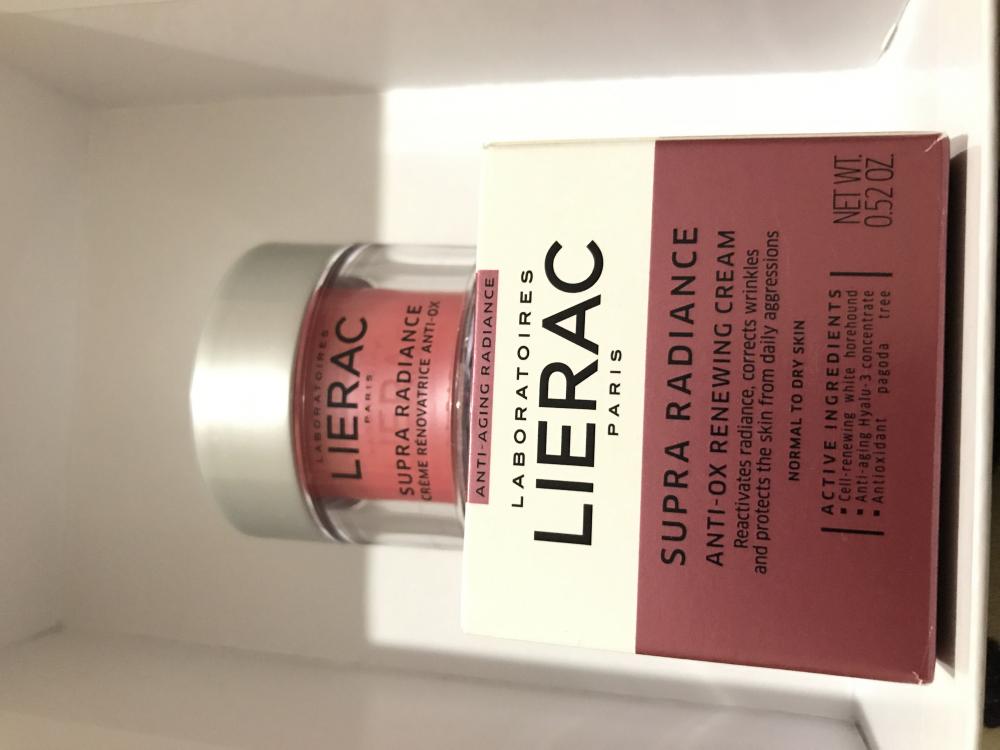 LABORATOIRES
LIERAC
PARIS
SUPRA RADIANCE
CRÈME RÉNOVATRICE ANTI-OX
ANTI-AGING RADIANCE
LABORATOIRES
LIERAC
PARIS
SUPRA RADIANCE
ANTI-OX RENEWING CREAM
Reactivates radiance, corrects wrinkles
and protects the skin from daily aggressions
NORMAL TO DRY SKIN
ACTIVE INGREDIENTS
▪ Cell-renewing white horehound
▪ Anti-aging Hyalu-3 concentrate
▪ Antioxidant pagoda tree
NET WT.
0.52 OZ.